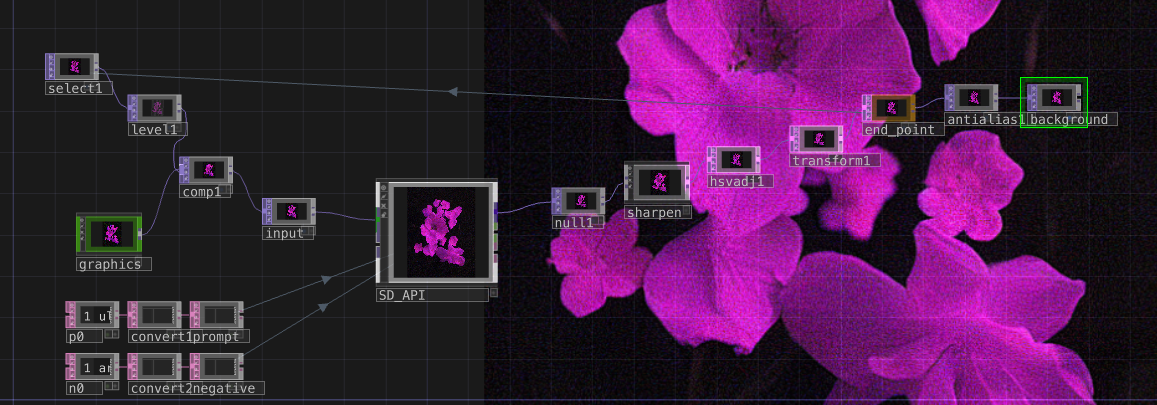 select1
level1
comp1
graphics
input
SD_API
null1
sharpen
hsvadj1
transform1
end_point
antialias1
background
1 ul
p0
convert1
prompt
1 ar
n0
convert2
negative